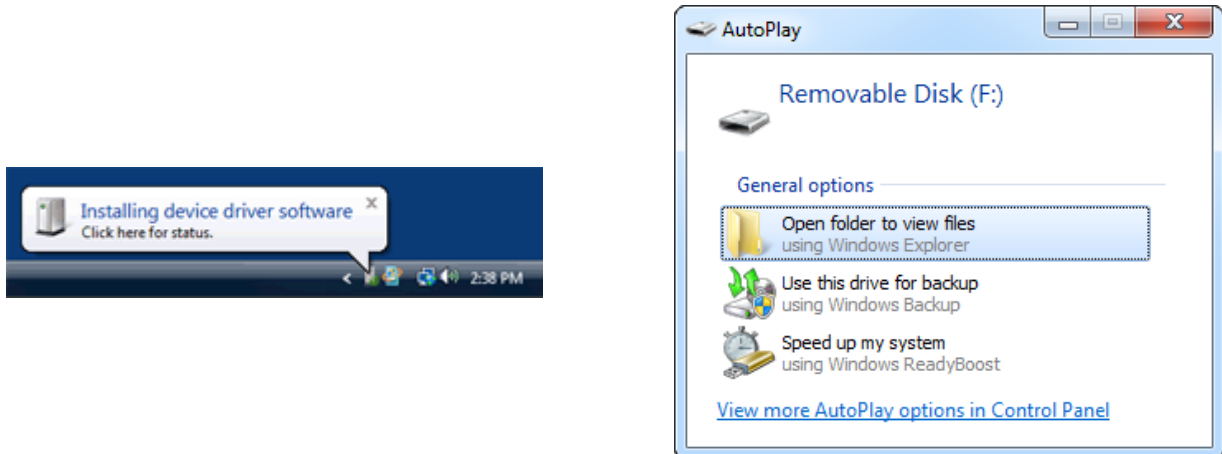 Installing device driver software
Click here for status.
2:38 PM
AutoPlay
Removable Disk (F:)
General options
Open folder to view files
using Windows Explorer
Use this drive for backup
using Windows Backup
Speed up my system
using Windows ReadyBoost
View more AutoPlay options in Control Panel